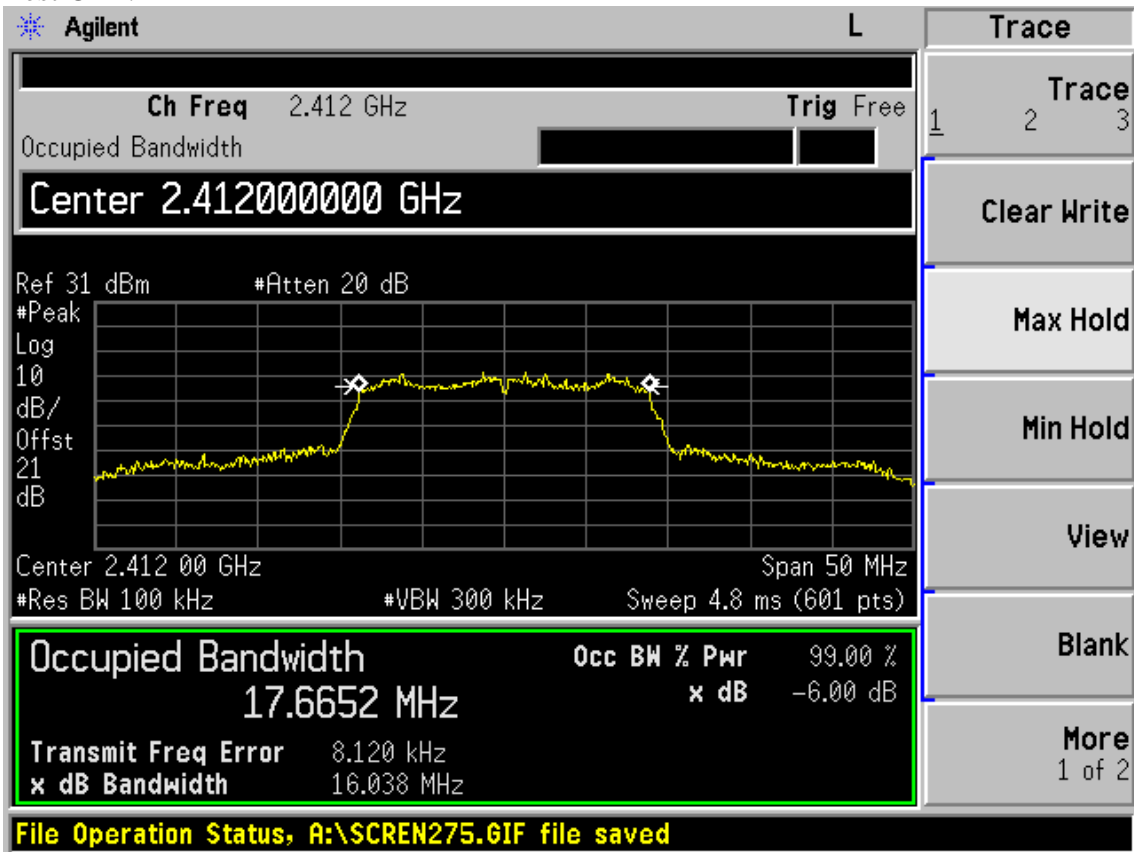 Agilent L Trace
Ch Freq 2.412 GHz Trig Free
Occupied Bandwidth
Center 2.412000000 GHz
Ref 31 dBm #Atten 20 dB
#Peak
Log
10
dB/
Offst
21
dB
Center 2.412 00 GHz Span 50 MHz
#Res BW 100 kHz #VBW 300 kHz Sweep 4.8 ms (601 pts)
Occupied Bandwidth Occ BW % Pwr 99.00 %
17.6652 MHz x dB -6.00 dB
Transmit Freq Error 8.120 kHz
x dB Bandwidth 16.038 MHz
Trace
1 2 3
Clear Write
Max Hold
Min Hold
View
Blank
More
1 of 2
File Operation Status, A:\SCREN275.GIF file saved